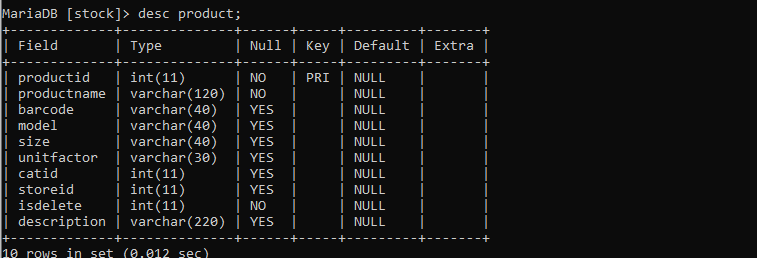 MariaDB [stock]> desc product;
+-------------+--------------+------+-----+---------+-------+
| Field       | Type         | Null | Key | Default | Extra |
+-------------+--------------+------+-----+---------+-------+
| productid   | int(11)      | NO   | PRI | NULL    |       |
| productname | varchar(120) | NO   |     | NULL    |       |
| barcode     | varchar(40)  | YES  |     | NULL    |       |
| model       | varchar(40)  | YES  |     | NULL    |       |
| size        | varchar(40)  | YES  |     | NULL    |       |
| unitfactor  | varchar(30)  | YES  |     | NULL    |       |
| catid       | int(11)      | YES  |     | NULL    |       |
| storeid     | int(11)      | YES  |     | NULL    |       |
| isdelete    | int(11)      | NO   |     | NULL    |       |
| description | varchar(220) | YES  |     | NULL    |       |
+-------------+--------------+------+-----+---------+-------+
10 rows in set (0.012 sec)